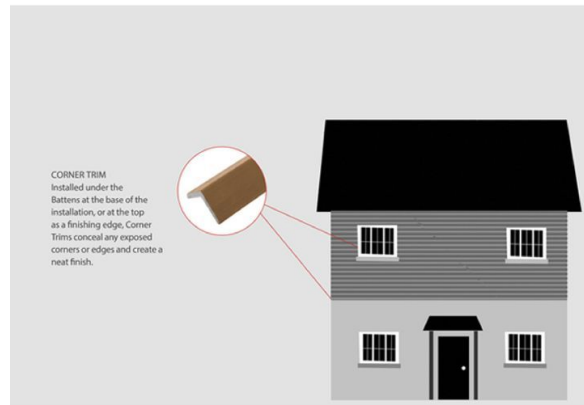 CORNER TRIM
Installed under the
Battens at the base of the
installation, or at the top
as a finishing edge, Corner
Trims conceal any exposed
corners or edges and create a
neat finish.